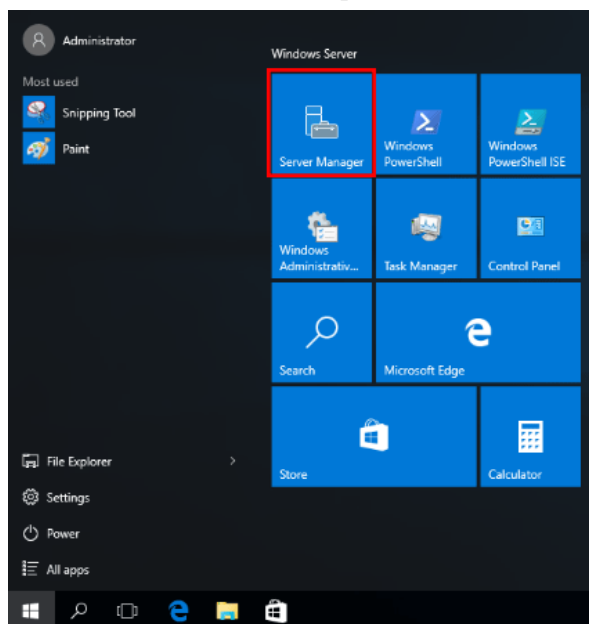 Administrator
Most used
Snipping Tool
Paint
File Explorer
Settings
Power
All apps
Windows Server
Server Manager
Windows
PowerShell
Windows
PowerShell ISE
Windows
Administrativ...
Task Manager
Control Panel
Search
Microsoft Edge
Store
Calculator